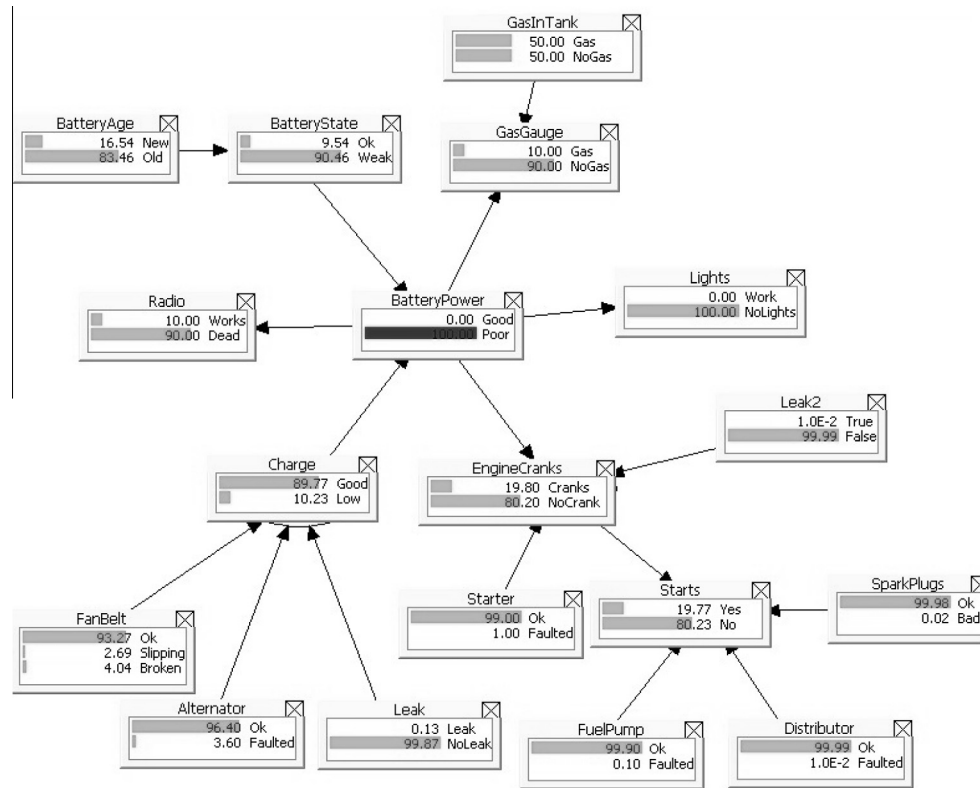 GasInTank
50.00 Gas
50.00 NoGas
BatteryAge
16.54 New
83.46 Old
BatteryState
9.54 Ok
90.46 Weak
GasGauge
10.00 Gas
90.00 NoGas
Radio
10.00 Works
90.00 Dead
BatteryPower
0.00 Good
100.00 Poor
Lights
0.00 Work
100.00 NoLights
Leak2
1.0E-2 True
99.99 False
Charge
89.77 Good
10.23 Low
EngineCranks
19.80 Cranks
80.20 NoCrank
FanBelt
93.27 Ok
2.69 Slipping
4.04 Broken
Starter
99.00 Ok
1.00 Faulted
Starts
19.77 Yes
80.23 No
SparkPlugs
99.98 Ok
0.02 Bad
Alternator
96.40 Ok
3.60 Faulted
Leak
0.13 Leak
99.87 NoLeak
FuelPump
99.90 Ok
0.10 Faulted
Distributor
99.99 Ok
1.0E-2 Faulted